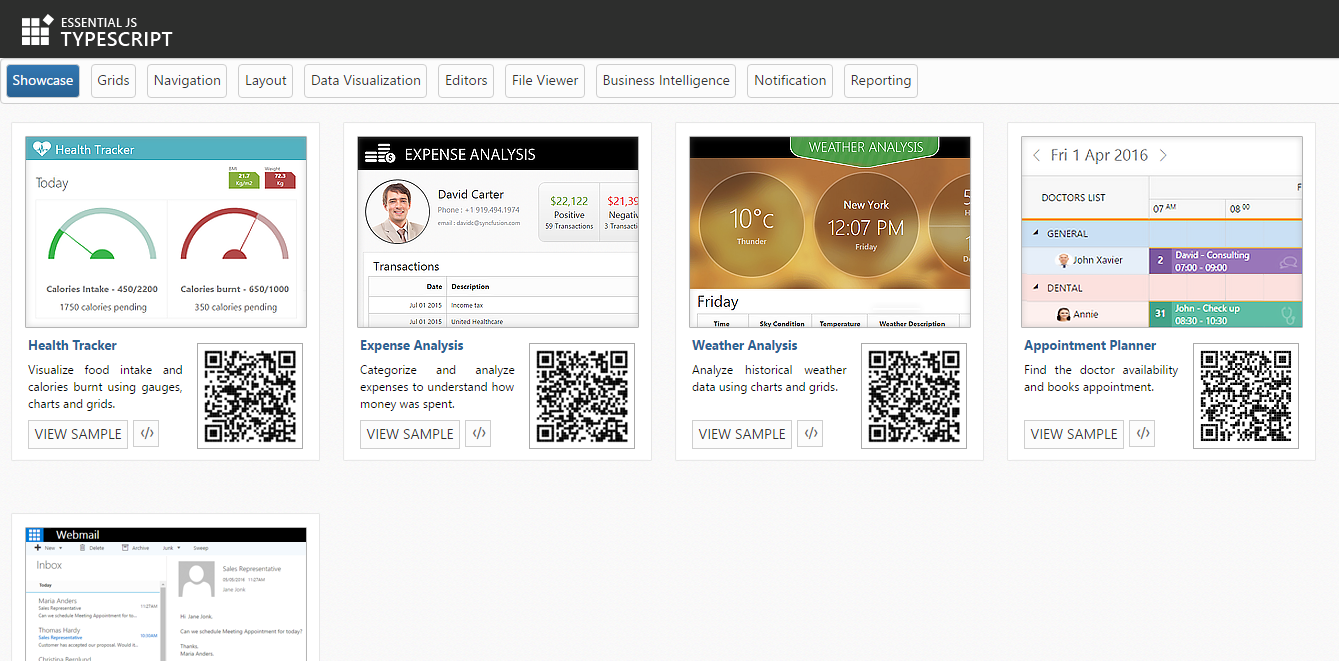 ESSENTIAL JS
TYPESCRIPT
Showcase
Grids
Navigation
Layout
Data Visualization
Editors
File Viewer
Business Intelligence
Notification
Reporting
Health Tracker
Today
BMI
21.7
Kg/m2
Weight
72.3
Kg
Calories Intake - 450/2200
1750 calories pending
Calories burnt - 650/1000
350 calories pending
Health Tracker
Visualize food intake and
calories burnt using gauges,
charts and grids.
VIEW SAMPLE
</>
EXPENSE ANALYSIS
David Carter
Phone : +1 919.494.1974
email : davidc@syncfusion.com
$22,122
Positive
59 Transactions
$21,39
Negativ
3 Transacti
Transactions
Date Description
Jul 01 2015 Income tax
Jul 01 2015 United Healthcare
Expense Analysis
Categorize and analyze
expenses to understand how
money was spent.
VIEW SAMPLE
</>
WEATHER ANALYSIS
10°c
Thunder
New York
12:07 PM
Friday
Friday
Time Sky Condition Temperature Weather Description
Weather Analysis
Analyze historical weather
data using charts and grids.
VIEW SAMPLE
</>
Fri 1 Apr 2016
F
DOCTORS LIST
07 AM
08 00
GENERAL
John Xavier
2
David - Consulting
07:00 - 09:00
DENTAL
Annie
31
John - Check up
08:30 - 10:30
Appointment Planner
Find the doctor availability
and books appointment.
VIEW SAMPLE
</>
Webmail
New Delete Archive Junk Sweep
Inbox
Today
Maria Anders
Sales Representative
11:27AM
Can we schedule Meeting Appointment for to...
Thomas Hardy
Sales Representative
10:30AM
Customer has accepted our proposal. Would it...
Christina Berglund
Sales Representative
05/05/2016 11:27AM
Jane Jonk
Hi Jane Jonk,
Can we schedule Meeting Appointment for today?
Thanks,
Maria Anders.